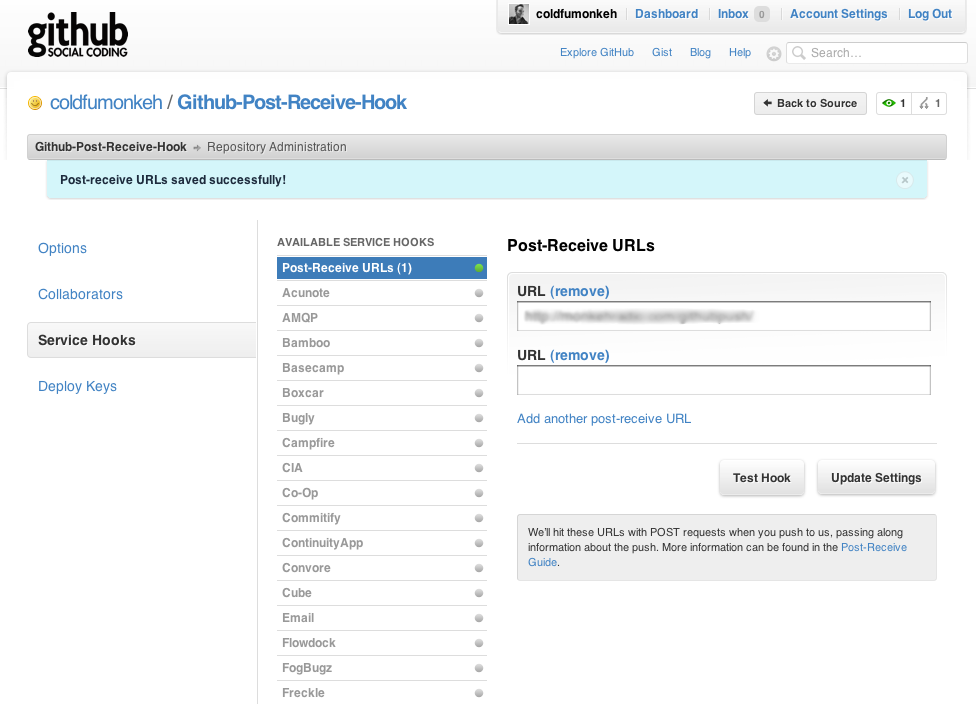 github
SOCIAL CODING
coldfumonkeh Dashboard Inbox 0 Account Settings Log Out
Explore GitHub Gist Blog Help Search...
coldfumonkeh / Github-Post-Receive-Hook
Back to Source 1 1
Github-Post-Receive-Hook Repository Administration
Post-receive URLs saved successfully!
Options
Collaborators
Service Hooks
Deploy Keys
AVAILABLE SERVICE HOOKS
Post-Receive URLs (1)
Acunote
AMQP
Bamboo
Basecamp
Boxcar
Bugly
Campfire
CIA
Co-Op
Commitify
ContinuityApp
Convore
Cube
Email
Flowdock
FogBugz
Freckle
Post-Receive URLs
URL (remove)
URL (remove)
Add another post-receive URL
Test Hook Update Settings
We'll hit these URLs with POST requests when you push to us, passing along
information about the push. More information can be found in the Post-Receive
Guide.